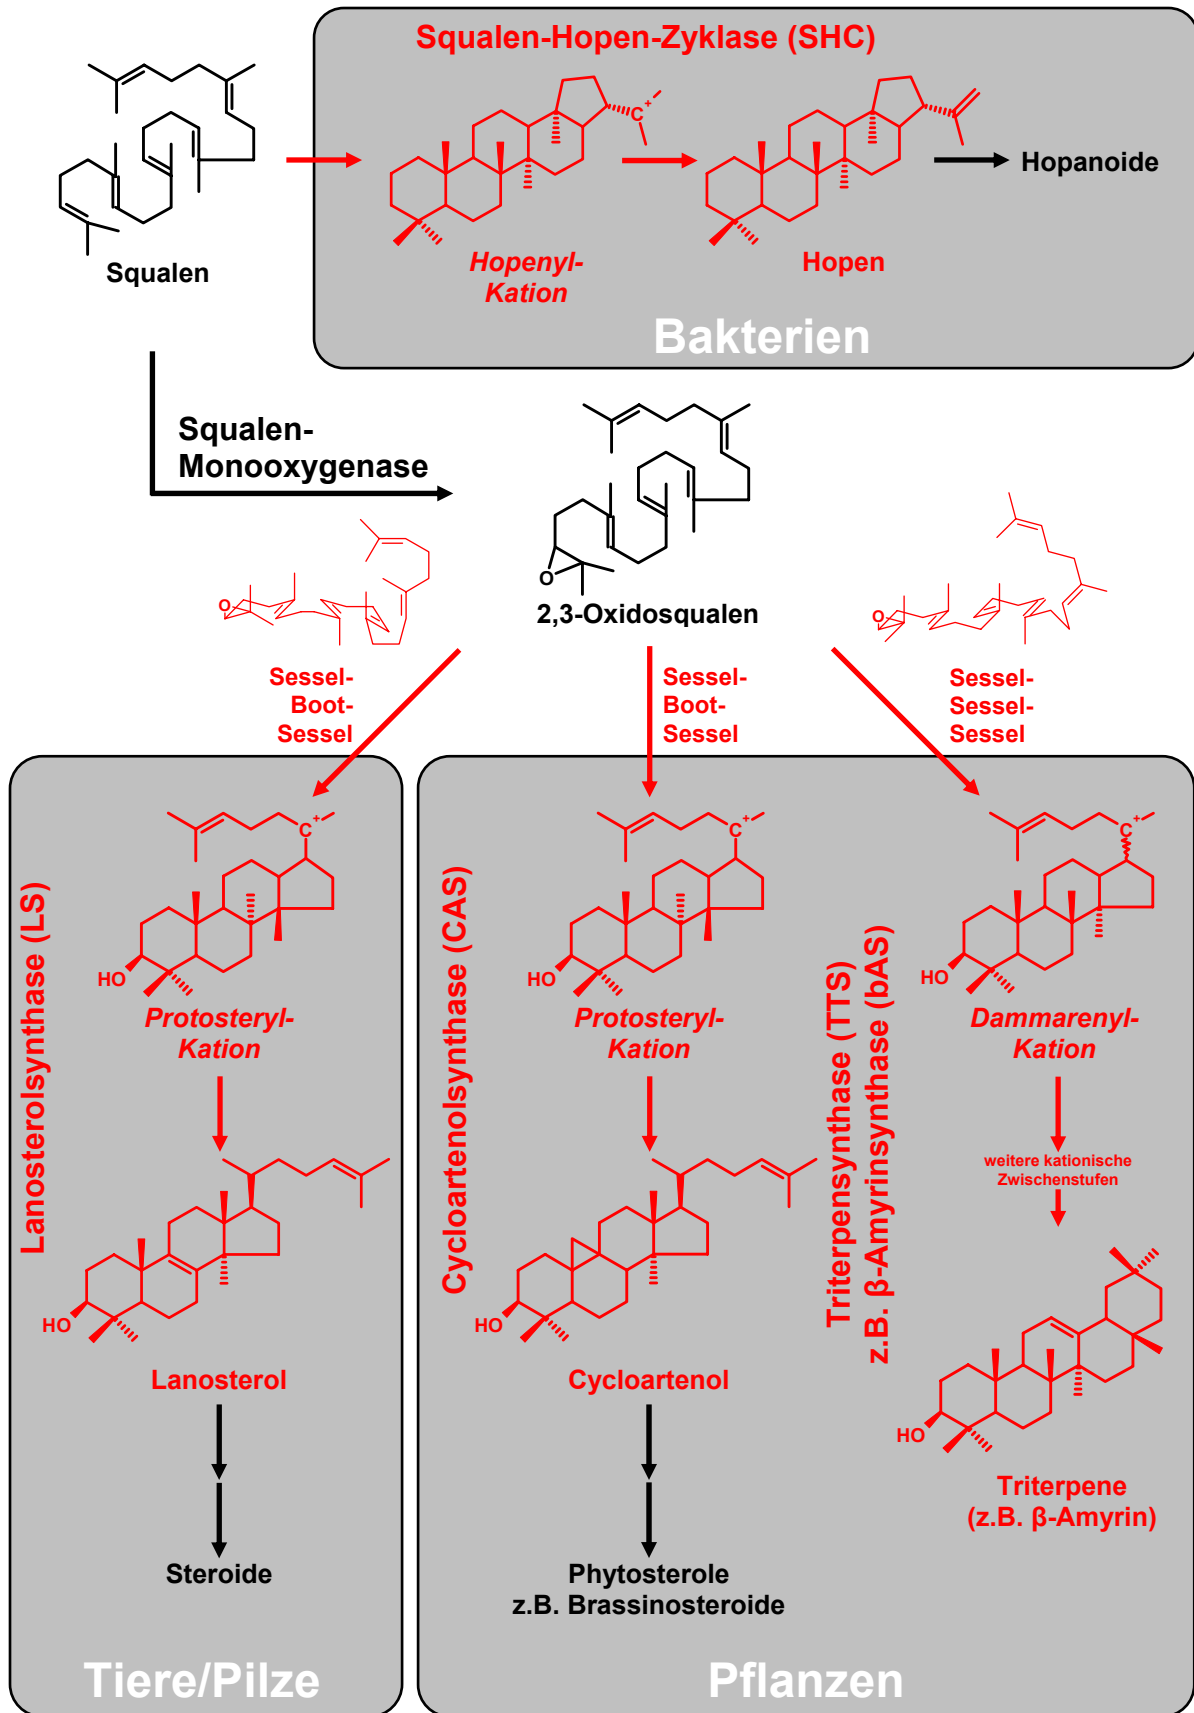 Squalen-Hopen-Zyklase (SHC)
C+
Squalen
Hopenyl-
Kation
Hopen
Hopanoide
Bakterien
Squalen-
Monooxygenase
O
2,3-Oxidosqualen
O
O
Sessel-
Boot-
Sessel
Sessel-
Boot-
Sessel
Sessel-
Sessel-
Sessel
Lanosterolsynthase (LS)
C+
HO
Protosteryl-
Kation
HO
Lanosterol
Steroide
Tiere/Pilze
Cycloartenolsynthase (CAS)
C+
HO
Protosteryl-
Kation
HO
Cycloartenol
Phytosterole
z.B. Brassinosteroide
Triterpensynthase (TTS)
z.B. β-Amyrinsynthase (bAS)
C+
HO
Dammarenyl-
Kation
weitere kationische
Zwischenstufen
HO
Triterpene
(z.B. β-Amyrin)
Pflanzen